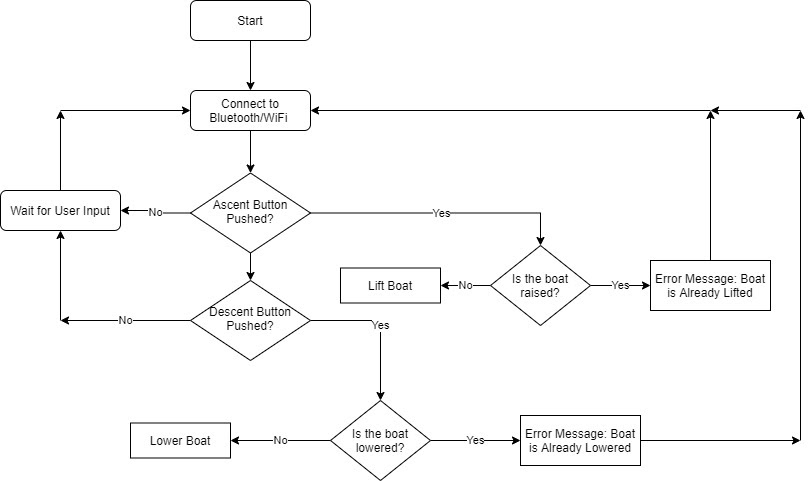 Start
Connect to
Bluetooth/WiFi
Ascent Button
Pushed?
Wait for User Input
No
Yes
Is the boat
raised?
No
Lift Boat
Yes
Error Message: Boat
is Already Lifted
Descent Button
Pushed?
No
Yes
Is the boat
lowered?
No
Lower Boat
Yes
Error Message: Boat
is Already Lowered